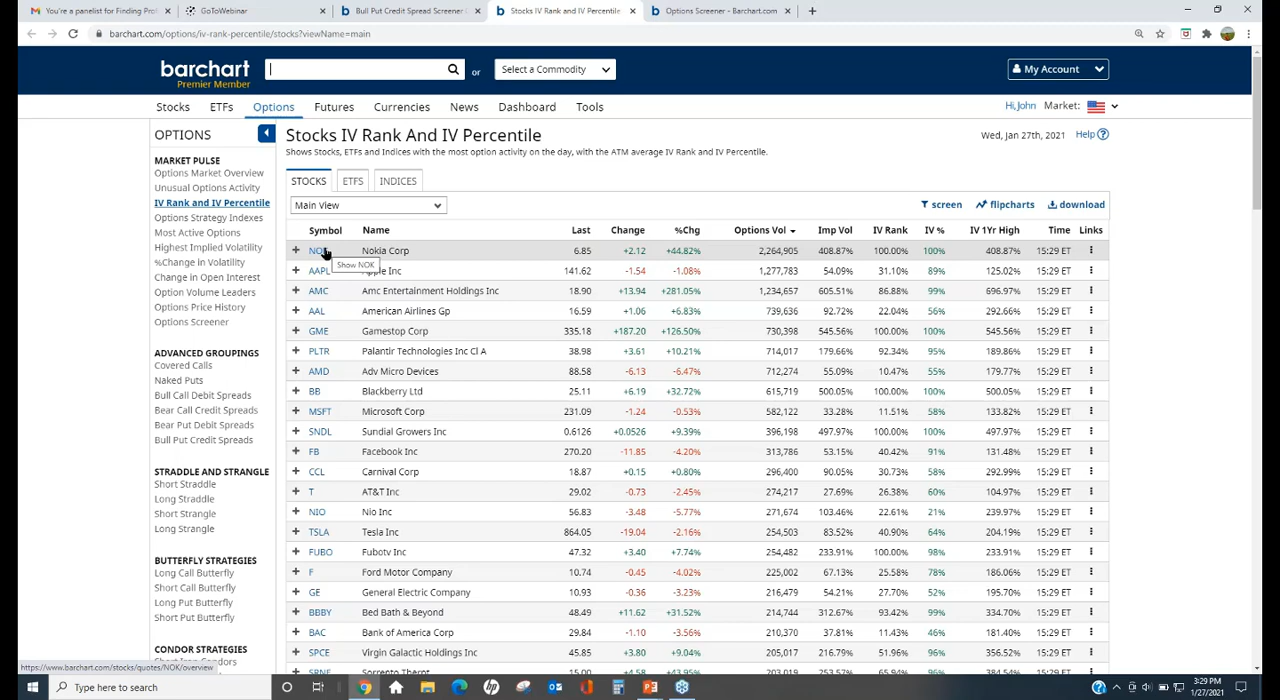 You're a panelist for Finding Pro
GoToWebinar
Bull Put Credit Spread Screener
Stocks IV Rank and IV Percentile
Options Screener - Barchart.com
barchart.com/options/iv-rank-percentile/stocks?viewName=main
barchart
Premier Member
or
Select a Commodity
My Account
Stocks ETFs Options Futures Currencies News Dashboard Tools
Hi, John Market:
OPTIONS
MARKET PULSE
Options Market Overview
Unusual Options Activity
IV Rank and IV Percentile
Options Strategy Indexes
Most Active Options
Highest Implied Volatility
%Change in Volatility
Change in Open Interest
Option Volume Leaders
Options Price History
Options Screener
ADVANCED GROUPINGS
Covered Calls
Naked Puts
Bull Call Debit Spreads
Bear Call Credit Spreads
Bear Put Debit Spreads
Bull Put Credit Spreads
STRADDLE AND STRANGLE
Short Straddle
Long Straddle
Short Strangle
Long Strangle
BUTTERFLY STRATEGIES
Long Call Butterfly
Short Call Butterfly
Long Put Butterfly
Short Put Butterfly
CONDOR STRATEGIES
Short Iron Condors
Stocks IV Rank And IV Percentile
Wed, Jan 27th, 2021 Help
Shows Stocks, ETFs and Indices with the most option activity on the day, with the ATM average IV Rank and IV Percentile.
STOCKS ETFS INDICES
Main View
screen flipcharts download
Symbol Name Last Change %Chg Options Vol Imp Vol IV Rank IV % IV 1Yr High Time Links
NOK Nokia Corp 6.85 +2.12 +44.82% 2,264,905 408.87% 100.00% 100% 408.87% 15:29 ET
Show NOK
AAPL Apple Inc 141.62 -1.54 -1.08% 1,277,783 54.09% 31.10% 89% 125.02% 15:29 ET
AMC Amc Entertainment Holdings Inc 18.90 +13.94 +281.05% 1,234,657 605.51% 86.88% 99% 696.97% 15:29 ET
AAL American Airlines Gp 16.59 +1.06 +6.83% 739,636 92.72% 22.04% 56% 292.66% 15:29 ET
GME Gamestop Corp 335.18 +187.20 +126.50% 730,398 545.56% 100.00% 100% 545.56% 15:29 ET
PLTR Palantir Technologies Inc Cl A 38.98 +3.61 +10.21% 714,017 179.66% 92.34% 95% 189.86% 15:29 ET
AMD Adv Micro Devices 88.58 -6.13 -6.47% 712,274 55.09% 10.47% 55% 179.77% 15:29 ET
BB Blackberry Ltd 25.11 +6.19 +32.72% 615,719 500.05% 100.00% 100% 500.05% 15:29 ET
MSFT Microsoft Corp 231.09 -1.24 -0.53% 582,122 33.28% 11.51% 58% 133.82% 15:29 ET
SNDL Sundial Growers Inc 0.6126 +0.0526 +9.39% 396,198 497.97% 100.00% 100% 497.97% 15:29 ET
FB Facebook Inc 270.20 -11.85 -4.20% 313,786 53.15% 40.42% 91% 131.48% 15:29 ET
CCL Carnival Corp 18.87 +0.15 +0.80% 296,400 90.05% 30.73% 58% 292.99% 15:29 ET
T AT&T Inc 29.02 -0.73 -2.45% 274,217 27.69% 26.38% 60% 104.97% 15:29 ET
NIO Nio Inc 56.83 -3.48 -5.77% 271,674 103.46% 22.61% 21% 239.97% 15:29 ET
TSLA Tesla Inc 864.05 -19.04 -2.16% 254,503 83.52% 40.90% 64% 204.19% 15:29 ET
FUBO Fubotv Inc 47.32 +3.40 +7.74% 254,482 233.91% 100.00% 98% 233.91% 15:29 ET
F Ford Motor Company 10.74 -0.45 -4.02% 225,002 67.13% 25.58% 78% 186.06% 15:29 ET
GE General Electric Company 10.93 -0.36 -3.23% 216,479 54.21% 27.70% 52% 160.97% 15:29 ET
BBBY Bed Bath & Beyond 48.49 +11.62 +31.52% 214,744 312.67% 93.42% 99% 334.70% 15:29 ET
BAC Bank of America Corp 29.84 -1.10 -3.56% 210,370 37.81% 11.43% 46% 181.40% 15:29 ET
SPCE Virgin Galactic Holdings Inc 45.85 +3.80 +9.04% 205,017 216.79% 51.96% 96% 356.52% 15:29 ET
https://www.barchart.com/stocks/quotes/NOK/overview
Type here to search
3:29 PM
1/27/2021